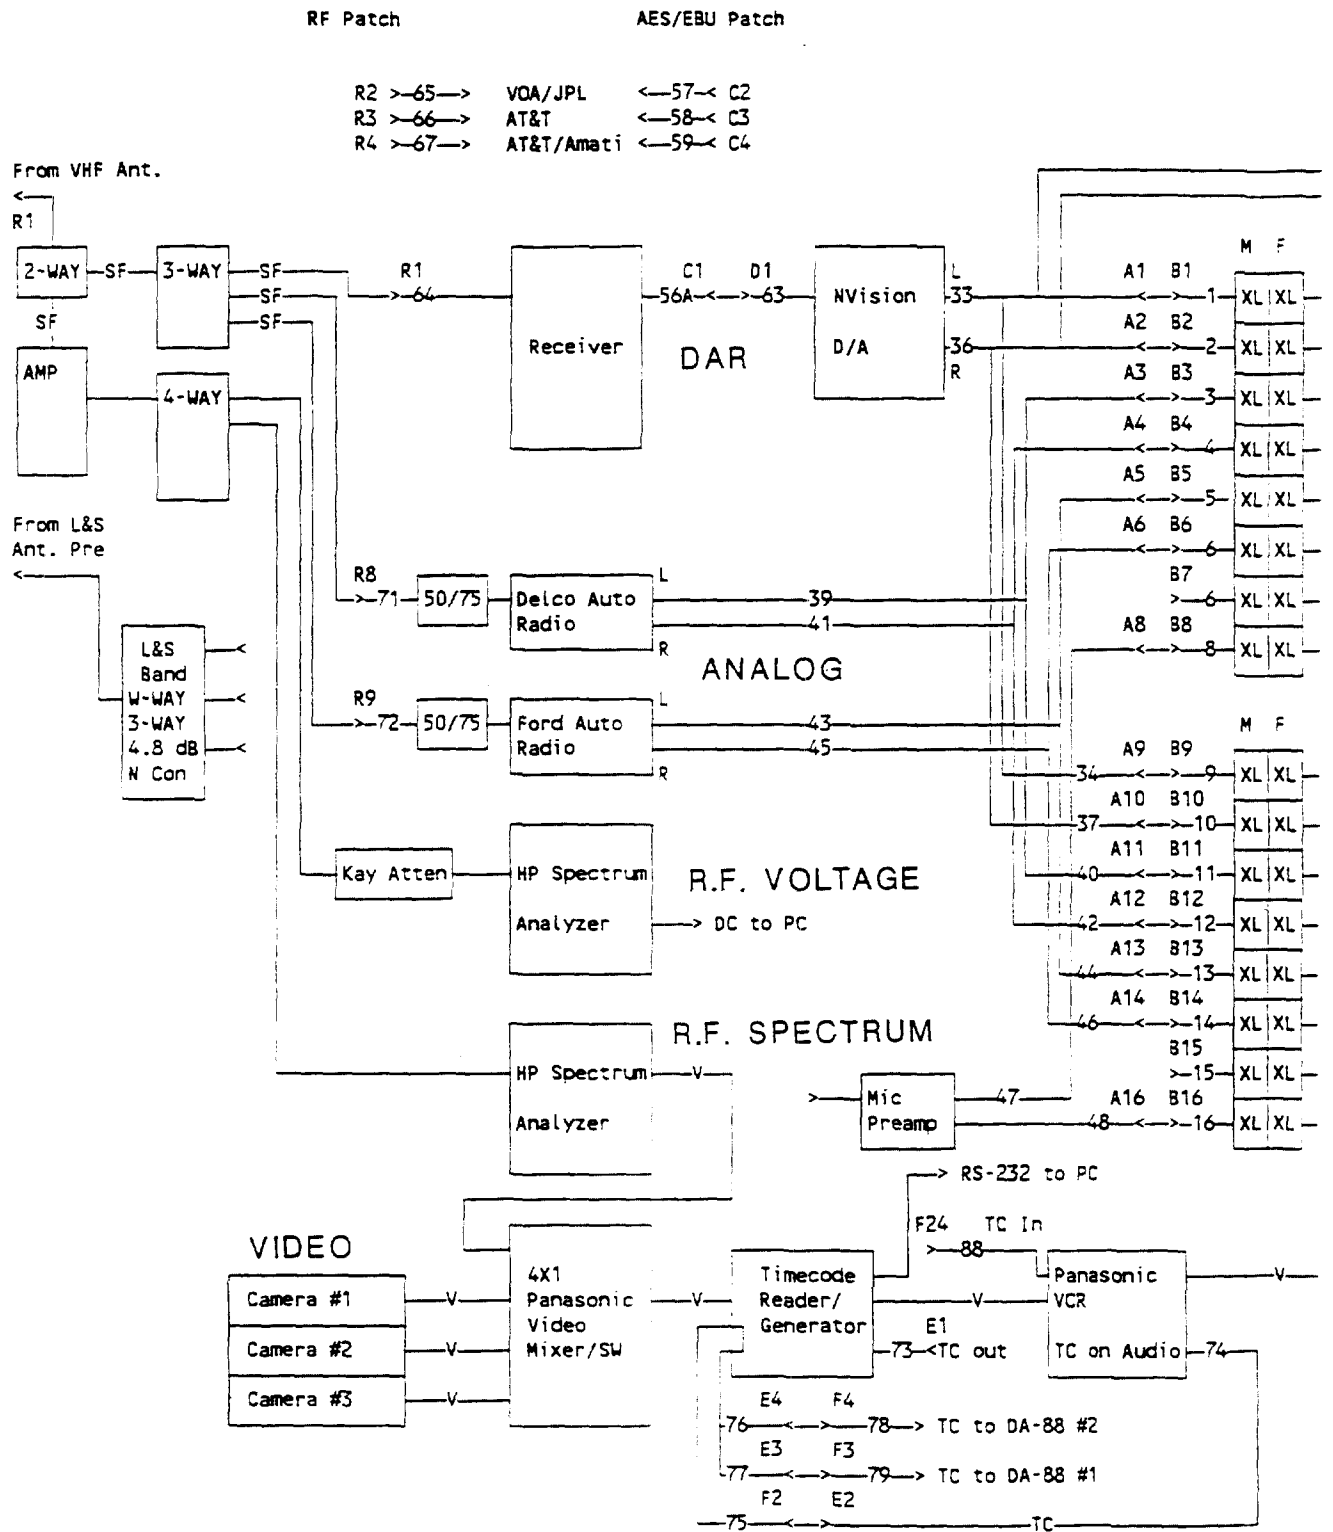 RF Patch AES/EBU Patch
R2 >—65—> VOA/JPL <—57—< C2
R3 >—66—> AT&T <—58—< C3
R4 >—67—> AT&T/Amati <—59—< C4
From VHF Ant.
<
R1
M F
2-WAY SF 3-WAY SF R1 C1 D1 L A1 B1
>—64 56A—<—>—63 NVision 33 <—>—1 XL XL
SF
SF SF A2 B2
Receiver DAR D/A 36 <—>—2 XL XL
AMP R A3 B3
4-WAY <—>—3 XL XL
A4 B4
<—>—4 XL XL
A5 B5
<—>—5 XL XL
From L&S A6 B6
Ant. Pre <—>—6 XL XL
< R8 L B7
>—71 50/75 Delco Auto 39 >—6 XL XL
Radio 41 A8 B8
L&S < R ANALOG <—>—8 XL XL
Band
W-WAY < R9 L
3-WAY >—72 50/75 Ford Auto 43 M F
4.8 dB < Radio 45 A9 B9
N Con R 34 <—>—9 XL XL
A10 B10
37 <—>—10 XL XL
A11 B11
Kay Atten HP Spectrum R.F. VOLTAGE 40 <—>—11 XL XL
A12 B12
Analyzer —> DC to PC 42 <—>—12 XL XL
A13 B13
44 <—>—13 XL XL
A14 B14
R.F. SPECTRUM 46 <—>—14 XL XL
B15
HP Spectrum V >—15 XL XL
> Mic 47 A16 B16
Analyzer Preamp 48 <—>—16 XL XL
> RS-232 to PC
F24 TC In
VIDEO >—88
4X1 Timecode Panasonic V
Camera #1 V Panasonic V Reader/ V VCR
Video Generator E1
Camera #2 V Mixer/SW 73 <TC out TC on Audio 74
Camera #3 V E4 F4
76 <—>—78—> TC to DA-88 #2
E3 F3
77 <—>—79—> TC to DA-88 #1
F2 E2
75 <—> TC